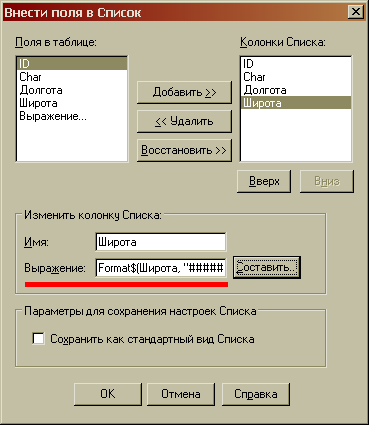 Внести поля в Список
Поля в таблице:
Колонки Списка:
ID
Char
Долгота
Широта
Выражение...
Добавить >>
<< Удалить
Восстановить >>
ID
Char
Долгота
Широта
Вверх
Вниз
Изменить колонку Списка:
Имя:
Широта
Выражение:
Format$(Широта, "#####
Составить..
Параметры для сохранения настроек Списка
Сохранить как стандартный вид Списка
OK
Отмена
Справка